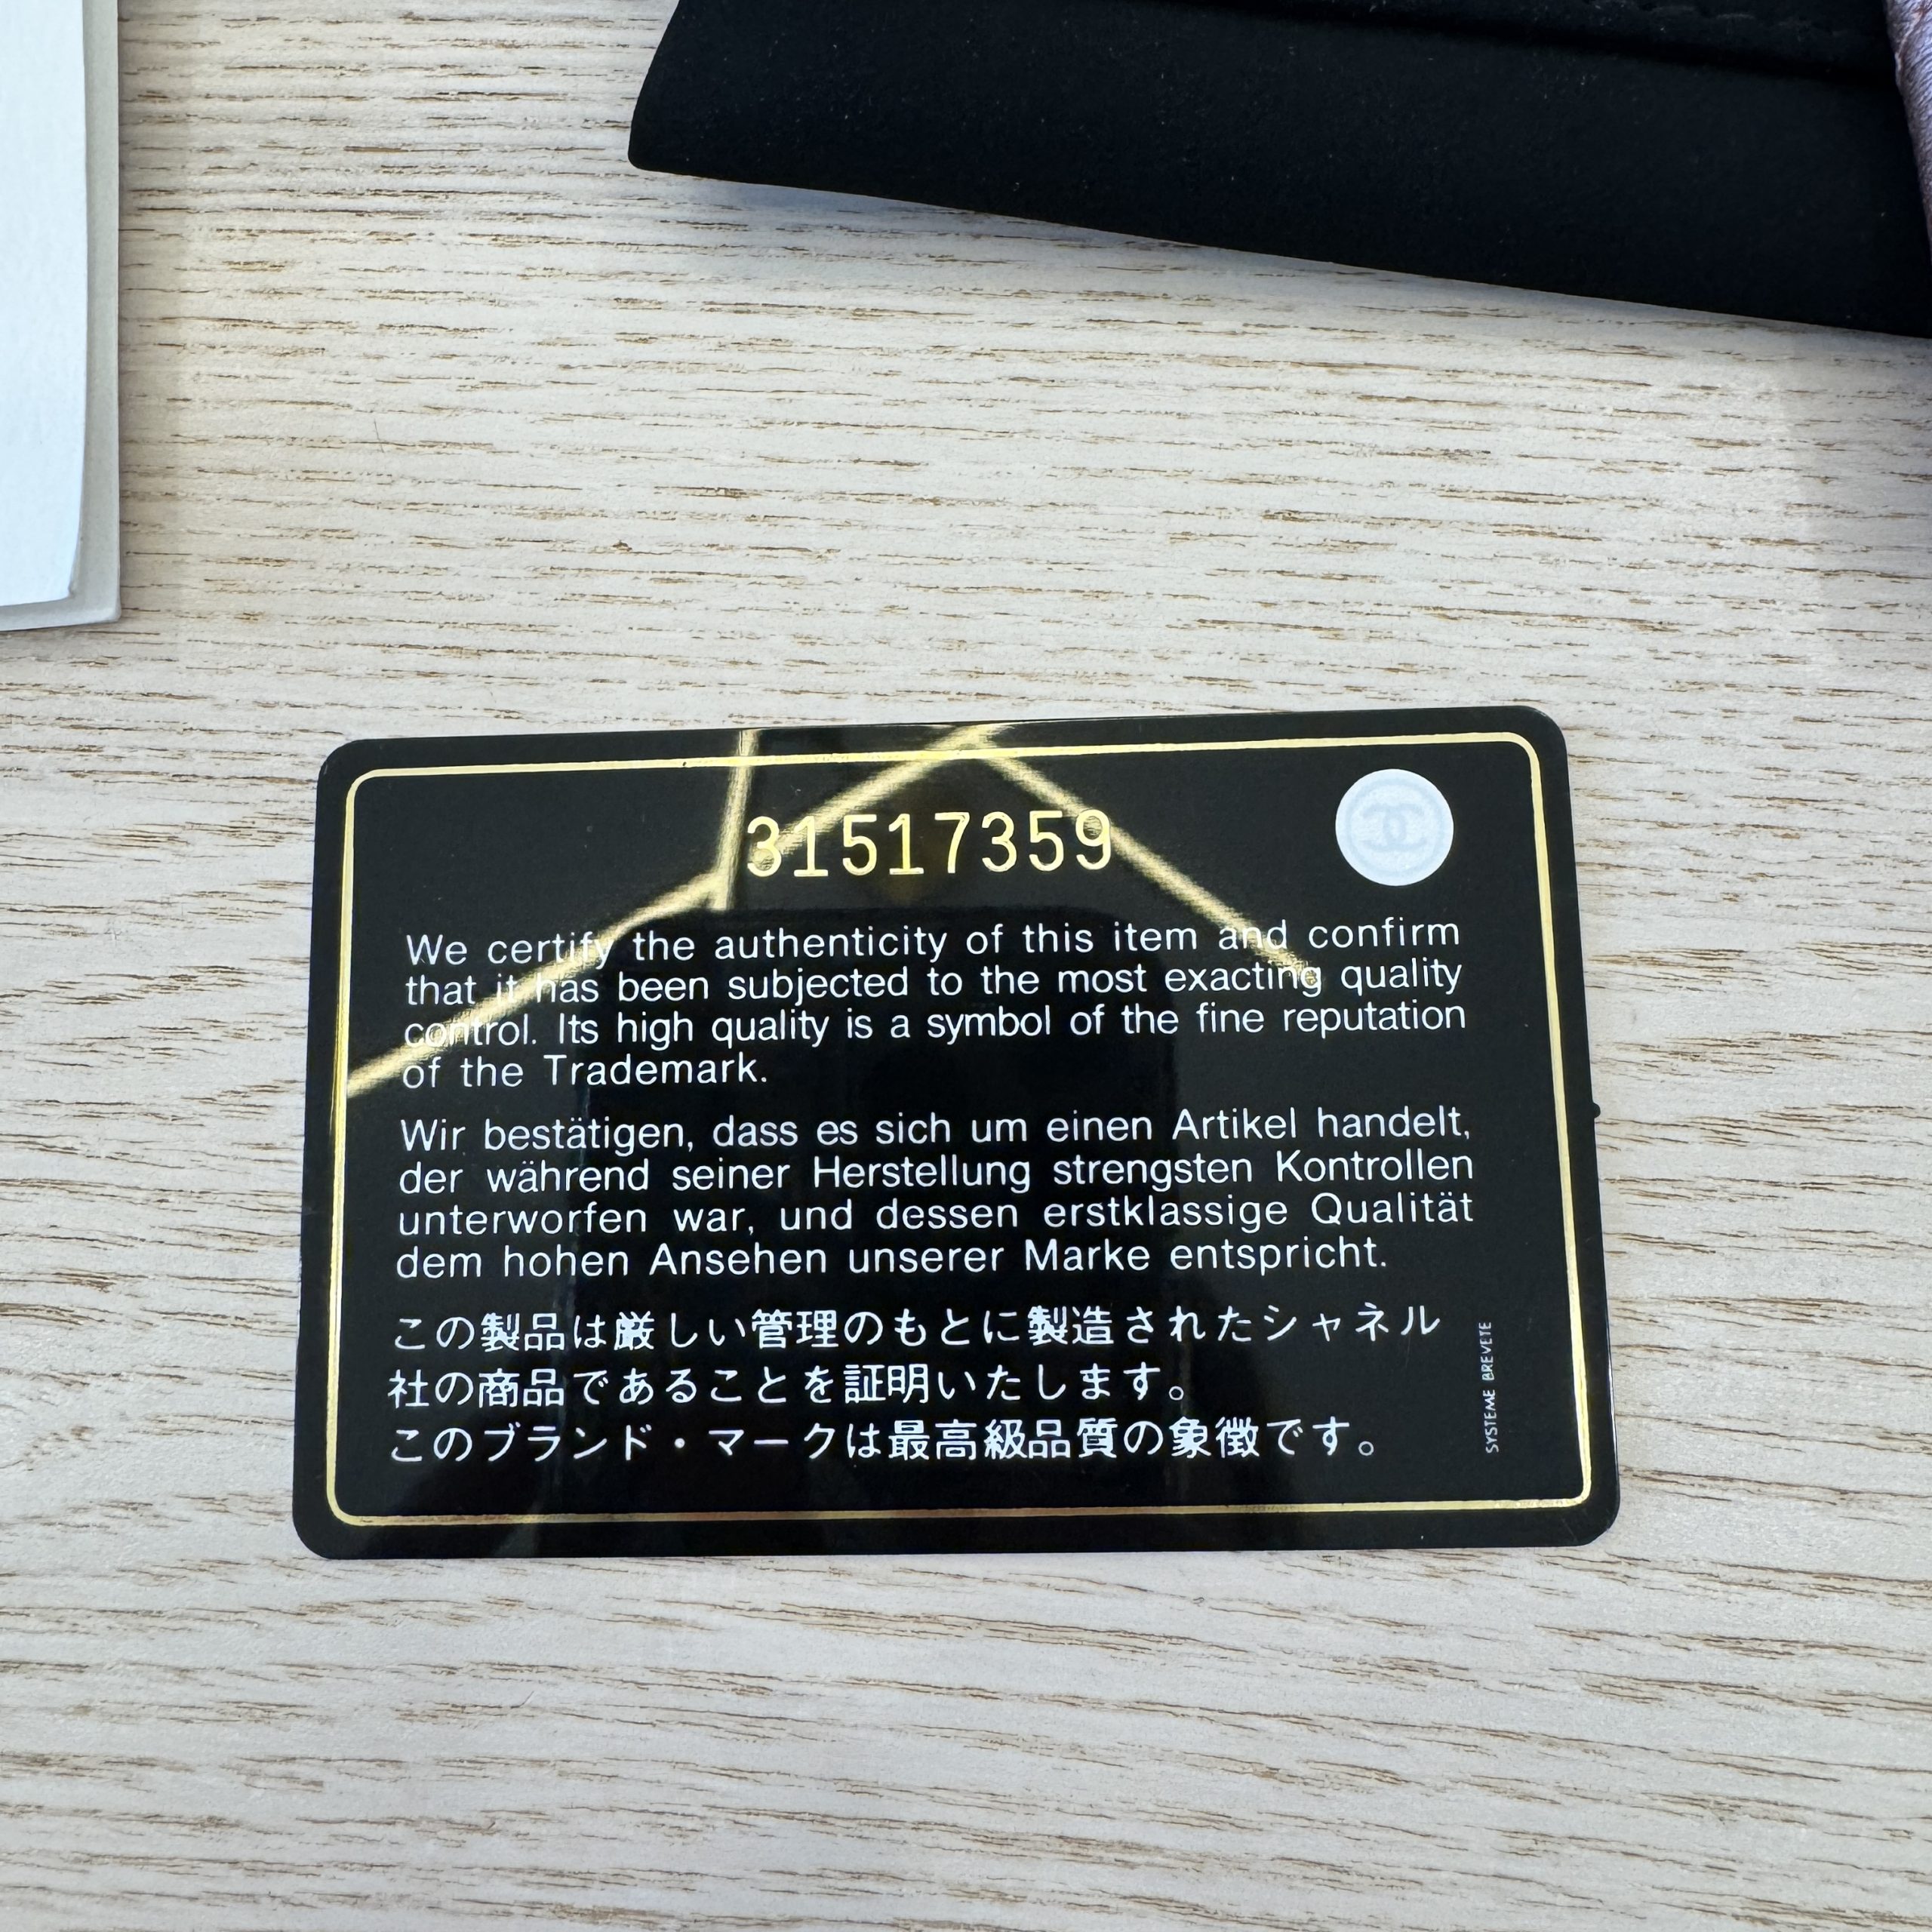 31517359
We certify the authenticity of this item and confirm
that it has been subjected to the most exacting quality
control. Its high quality is a symbol of the fine reputation
of the Trademark.
Wir bestätigen, dass es sich um einen Artikel handelt,
der während seiner Herstellung strengsten Kontrollen
unterworfen war, und dessen erstklassige Qualität
dem hohen Ansehen unserer Marke entspricht.
この製品は厳しい管理のもとに製造されたシャネル
社の商品であることを証明いたします。
このブランド・マークは最高級品質の象徴です。
SYSTEME BREVETE